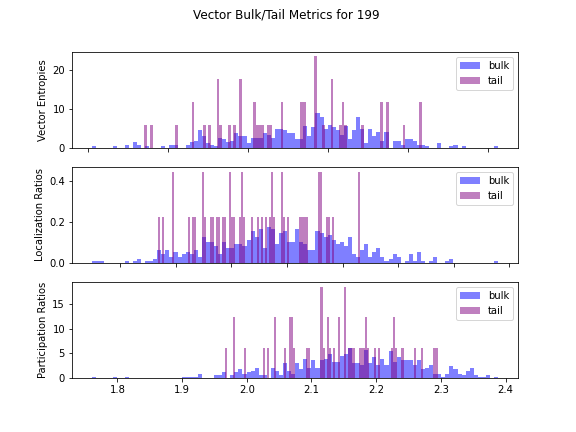 Vector Bulk/Tail Metrics for 199
Vector Entropies
20
10
0
bulk
tail
Localization Ratios
0.4
0.2
0.0
bulk
tail
Participation Ratios
15
10
5
0
bulk
tail
1.8 1.9 2.0 2.1 2.2 2.3 2.4